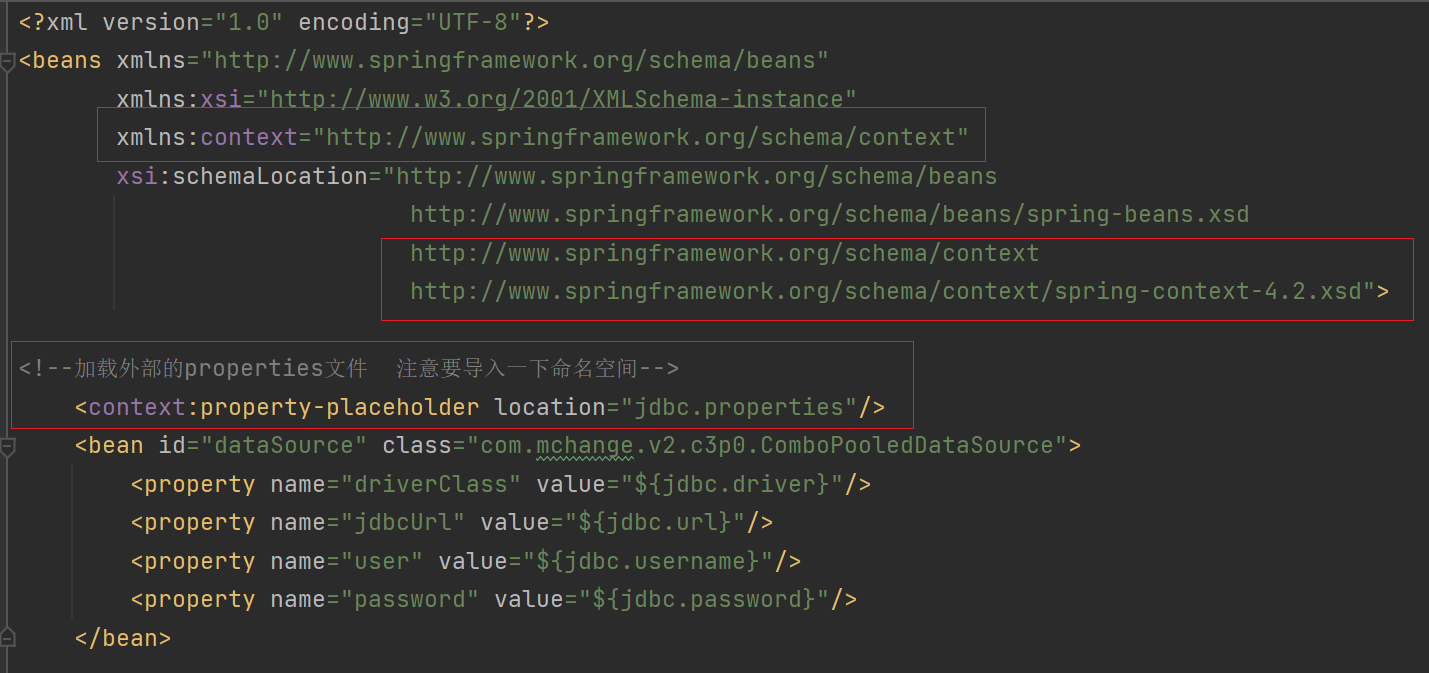 <?xml version="1.0" encoding="UTF-8"?>
<beans xmlns="http://www.springframework.org/schema/beans"
xmlns:xsi="http://www.w3.org/2001/XMLSchema-instance"
xmlns:context="http://www.springframework.org/schema/context"
xsi:schemaLocation="http://www.springframework.org/schema/beans
http://www.springframework.org/schema/beans/spring-beans.xsd
http://www.springframework.org/schema/context
http://www.springframework.org/schema/context/spring-context-4.2.xsd">
<!--加载外部的properties文件  注意要导入一下命名空间-->
<context:property-placeholder location="jdbc.properties"/>
<bean id="dataSource" class="com.mchange.v2.c3p0.ComboPooledDataSource">
<property name="driverClass" value="${jdbc.driver}"/>
<property name="jdbcUrl" value="${jdbc.url}"/>
<property name="user" value="${jdbc.username}"/>
<property name="password" value="${jdbc.password}"/>
</bean>